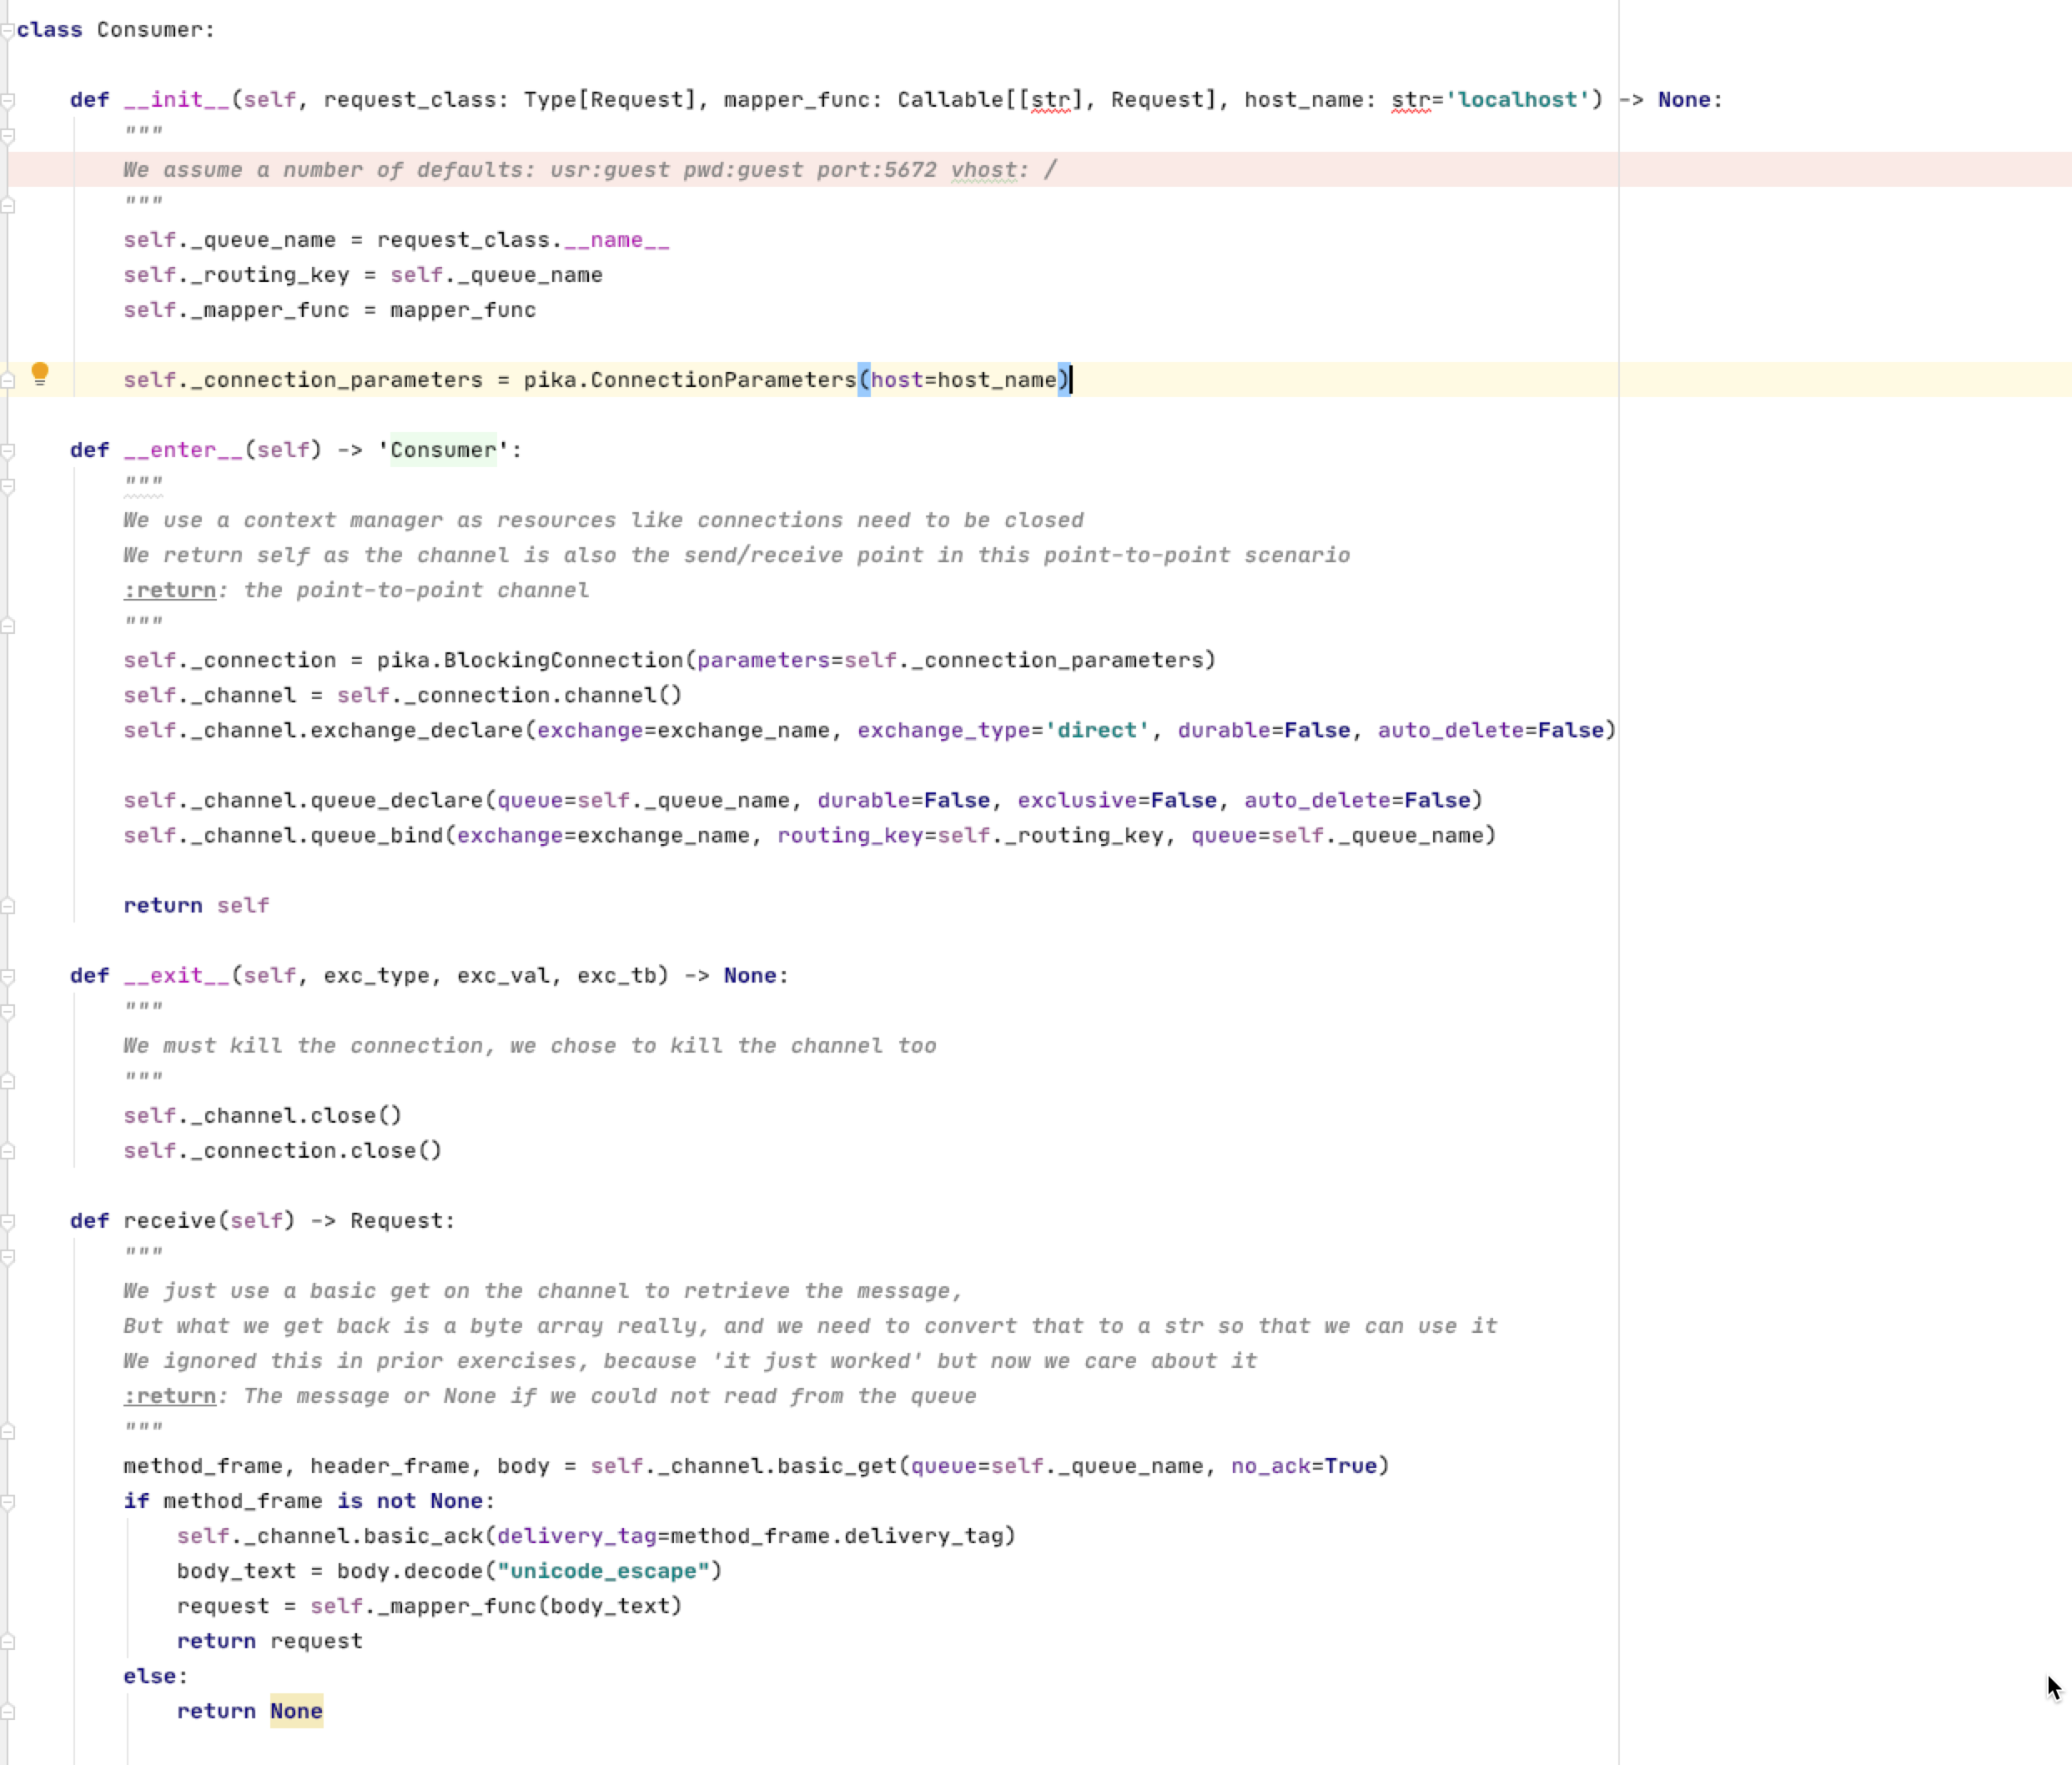 class Consumer:
    def __init__(self, request_class: Type[Request], mapper_func: Callable[[str], Request], host_name: str='localhost') -> None:
        """
        We assume a number of defaults: usr:guest pwd:guest port:5672 vhost: /
        """
        self._queue_name = request_class.__name__
        self._routing_key = self._queue_name
        self._mapper_func = mapper_func
        self._connection_parameters = pika.ConnectionParameters(host=host_name)
    def __enter__(self) -> 'Consumer':
        """
        We use a context manager as resources like connections need to be closed
        We return self as the channel is also the send/receive point in this point-to-point scenario
        :return: the point-to-point channel
        """
        self._connection = pika.BlockingConnection(parameters=self._connection_parameters)
        self._channel = self._connection.channel()
        self._channel.exchange_declare(exchange=exchange_name, exchange_type='direct', durable=False, auto_delete=False)
        self._channel.queue_declare(queue=self._queue_name, durable=False, exclusive=False, auto_delete=False)
        self._channel.queue_bind(exchange=exchange_name, routing_key=self._routing_key, queue=self._queue_name)
        return self
    def __exit__(self, exc_type, exc_val, exc_tb) -> None:
        """
        We must kill the connection, we chose to kill the channel too
        """
        self._channel.close()
        self._connection.close()
    def receive(self) -> Request:
        """
        We just use a basic get on the channel to retrieve the message,
        But what we get back is a byte array really, and we need to convert that to a str so that we can use it
        We ignored this in prior exercises, because 'it just worked' but now we care about it
        :return: The message or None if we could not read from the queue
        """
        method_frame, header_frame, body = self._channel.basic_get(queue=self._queue_name, no_ack=True)
        if method_frame is not None:
            self._channel.basic_ack(delivery_tag=method_frame.delivery_tag)
            body_text = body.decode("unicode_escape")
            request = self._mapper_func(body_text)
            return request
        else:
            return None